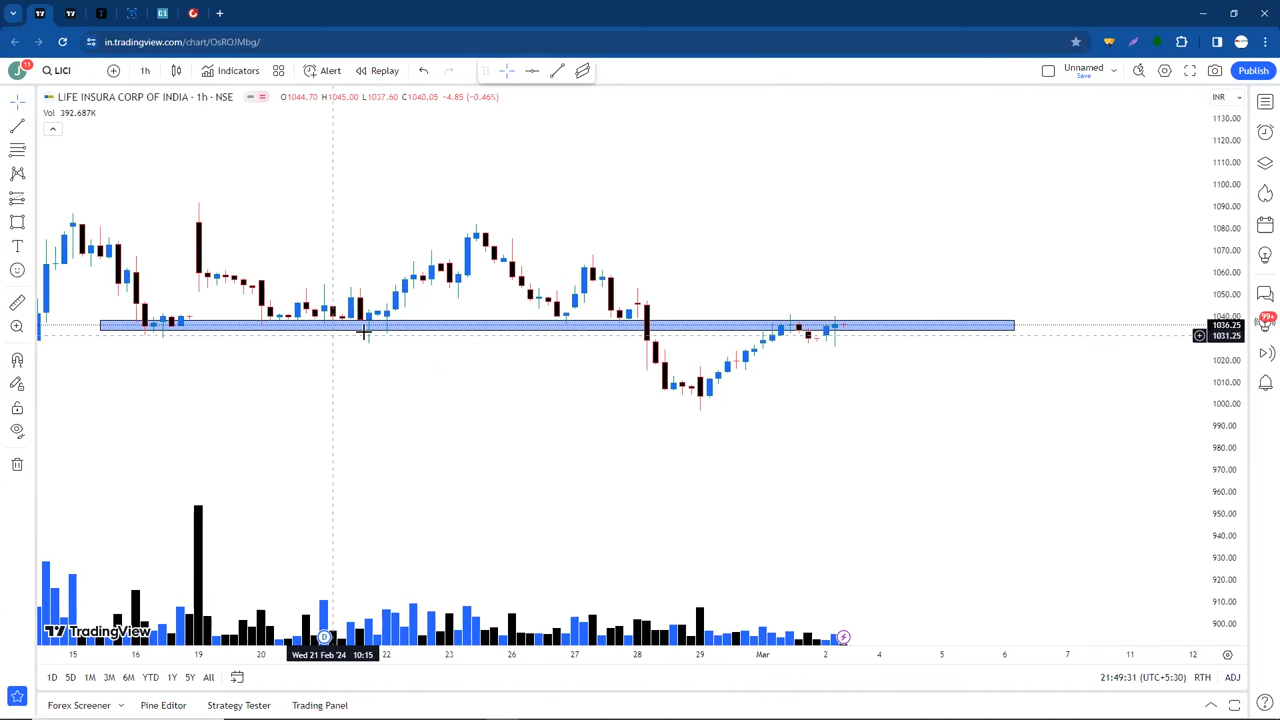 in.tradingview.com/chart/OsROJMbg/
J 11 LICI 1h Indicators Alert Replay Unnamed Save Publish
LIFE INSURA CORP OF INDIA · 1h · NSE O1044.70 H1045.00 L1037.60 C1040.05 −4.85 (−0.46%) INR
Vol 392.687K
1130.00
1120.00
1110.00
1100.00
1090.00
1080.00
1070.00
1060.00
1050.00
1040.00
1036.25
1031.25
1020.00
1010.00
1000.00
990.00
980.00
970.00
960.00
950.00
940.00
930.00
920.00
910.00
900.00
99+
TradingView
D
15 16 19 20 Wed 21 Feb '24 10:15 22 23 26 27 28 29 Mar 2 4 5 6 7 11 12
1D 5D 1M 3M 6M YTD 1Y 5Y All 21:49:31 (UTC+5:30) RTH ADJ
Forex Screener Pine Editor Strategy Tester Trading Panel